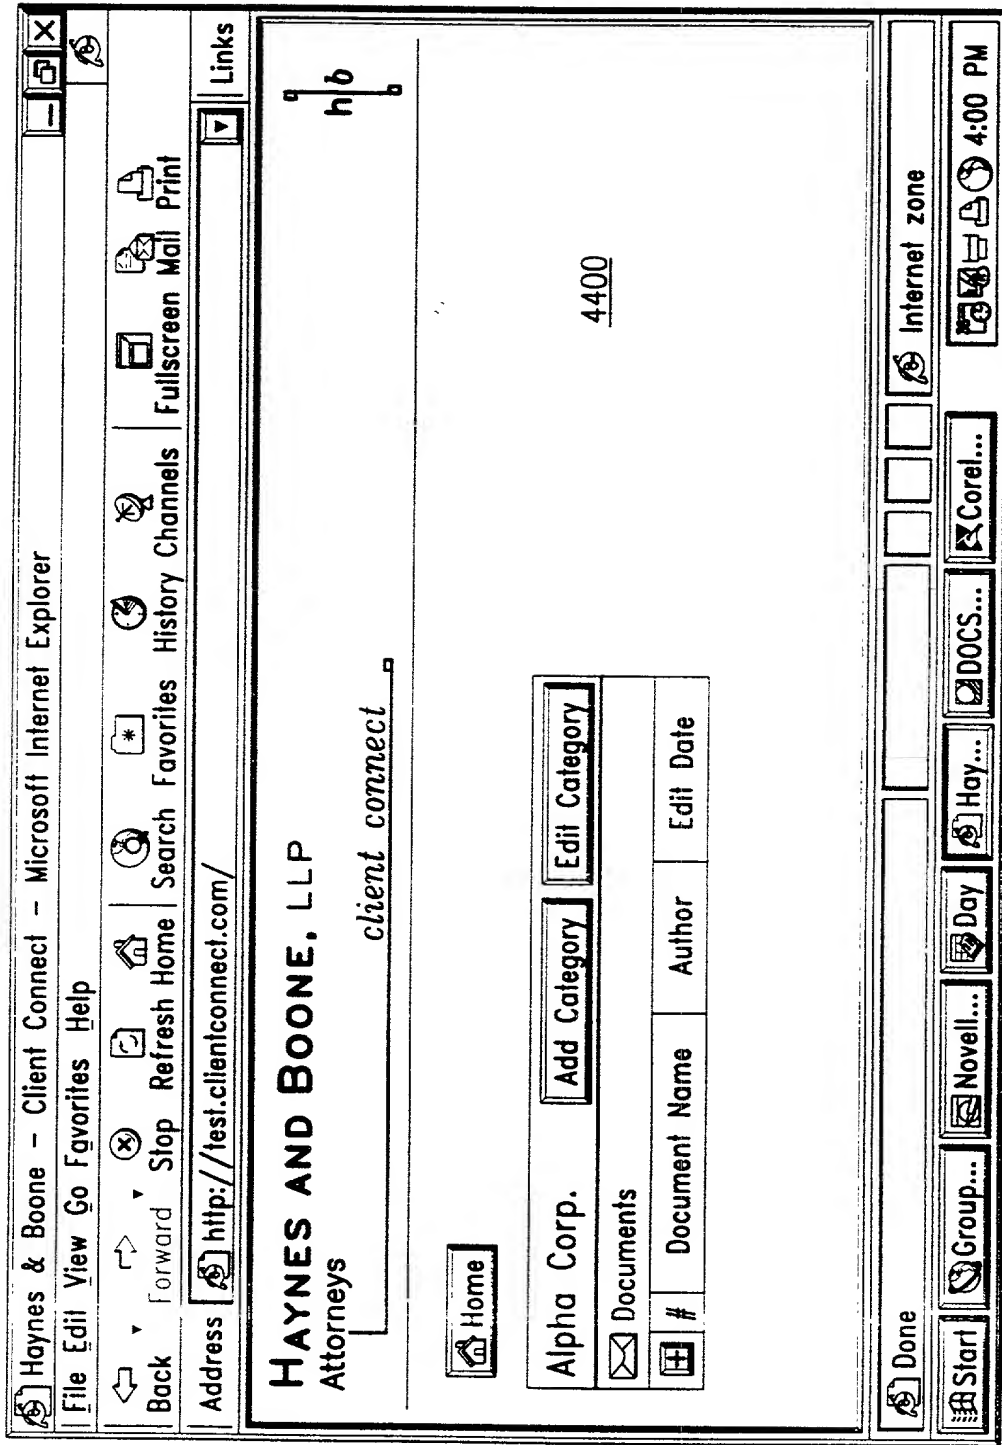 Haynes & Boone – Client Connect – Microsoft Internet Explorer
File Edit View Go Favorites Help
Back Forward Stop Refresh Home Search Favorites History Channels Fullscreen Mail Print
Address http://test.clientconnect.com/ Links
HAYNES AND BOONE, LLP
Attorneys
client connect
h b
Home
4400
Alpha Corp. Add Category Edit Category
Documents
# Document Name Author Edit Date
Done Internet zone
Start Group... Novell... Day Hay... DOCS... Corel... 4:00 PM